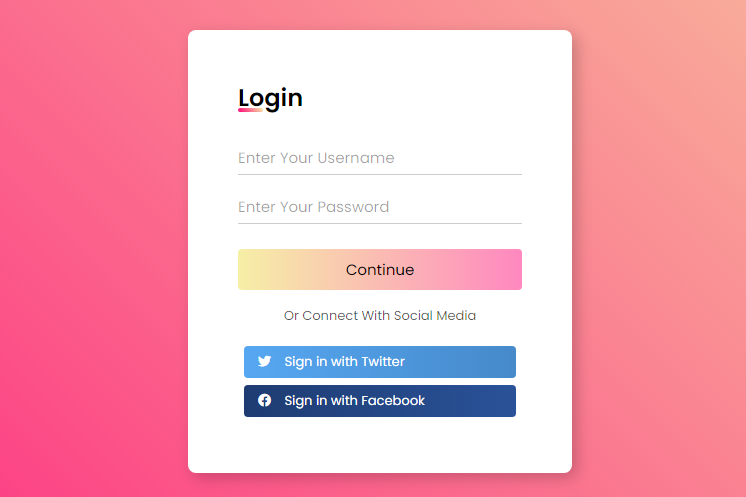 Login
Enter Your Username
Enter Your Password
Continue
Or Connect With Social Media
Sign in with Twitter
Sign in with Facebook